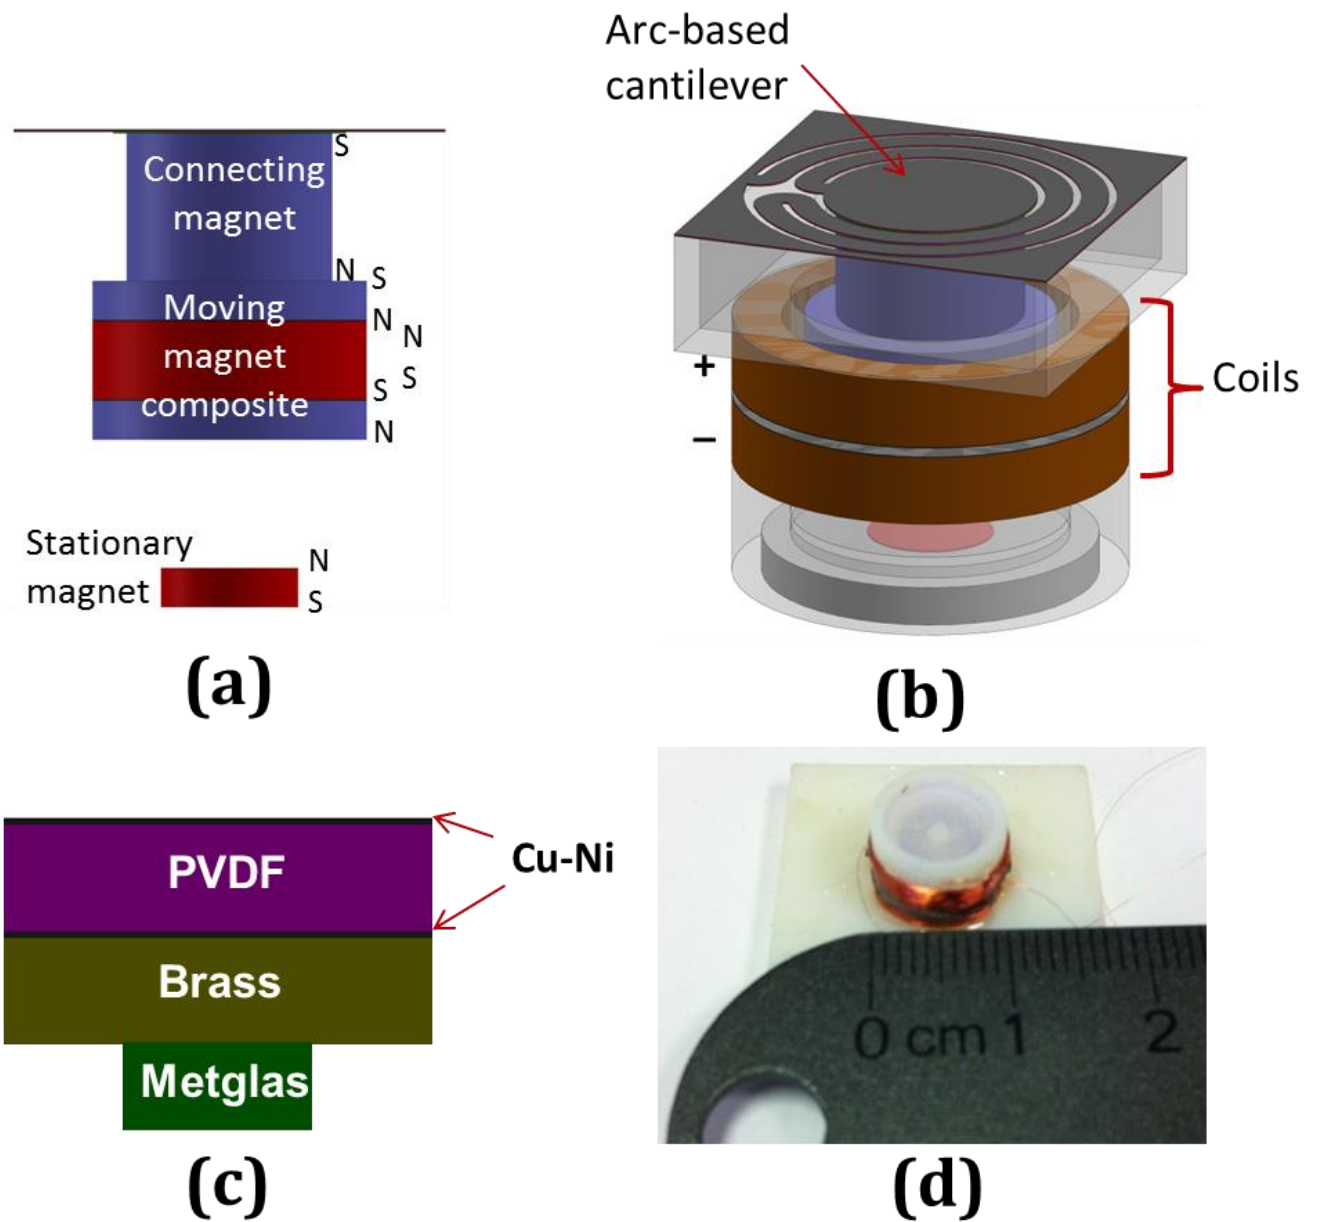 Connecting
magnet
S
N
S
Moving
magnet
composite
N
N
S
S
N
Stationary
magnet
N
S
(a)
Arc-based
cantilever
+
–
Coils
(b)
PVDF
Brass
Metglas
Cu-Ni
(c)
0 cm 1 2
(d)